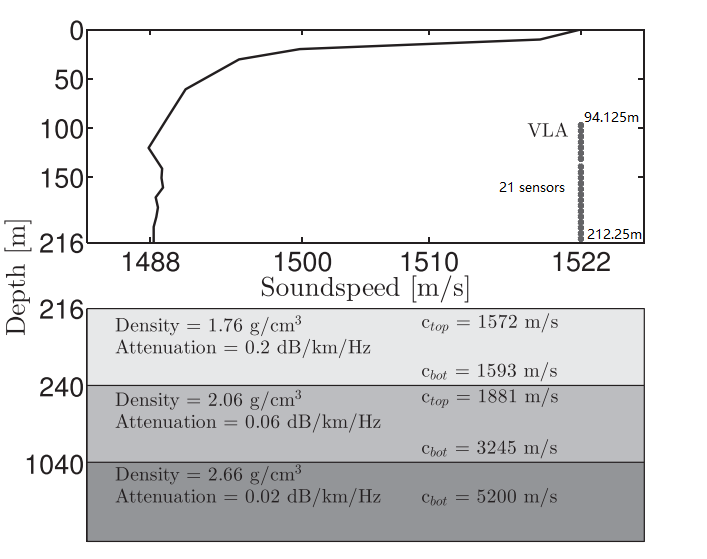 0
50
100
150
216
94.125m
VLA
21 sensors
212.25m
1488 1500 1510 1522
Soundspeed [m/s]
Depth [m]
216
Density = 1.76 g/cm³ c_top = 1572 m/s
Attenuation = 0.2 dB/km/Hz
c_bot = 1593 m/s
240
Density = 2.06 g/cm³ c_top = 1881 m/s
Attenuation = 0.06 dB/km/Hz
c_bot = 3245 m/s
1040
Density = 2.66 g/cm³
Attenuation = 0.02 dB/km/Hz c_bot = 5200 m/s